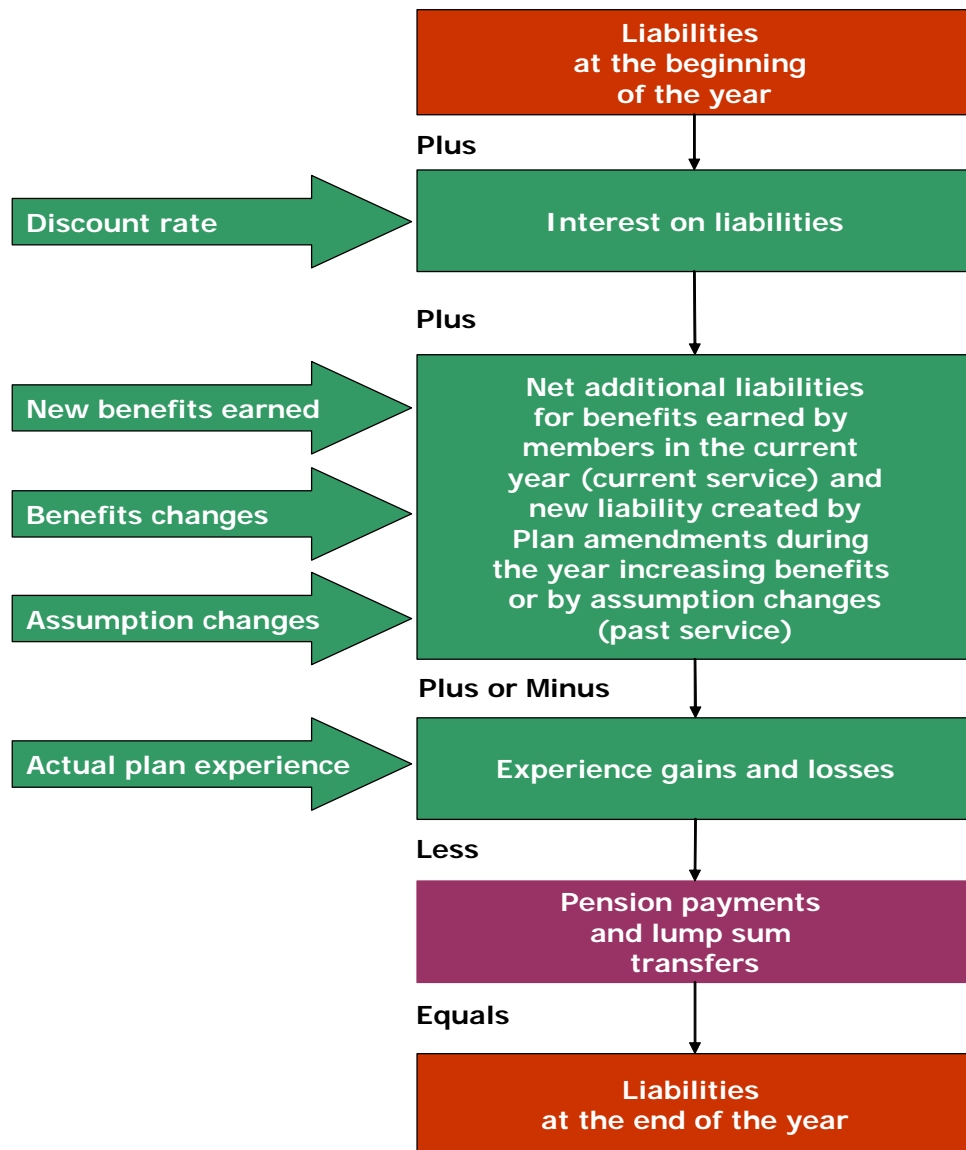 Liabilities
at the beginning
of the year
Plus
Discount rate
Interest on liabilities
Plus
New benefits earned
Benefits changes
Assumption changes
Net additional liabilities
for benefits earned by
members in the current
year (current service) and
new liability created by
Plan amendments during
the year increasing benefits
or by assumption changes
(past service)
Plus or Minus
Actual plan experience
Experience gains and losses
Less
Pension payments
and lump sum
transfers
Equals
Liabilities
at the end of the year